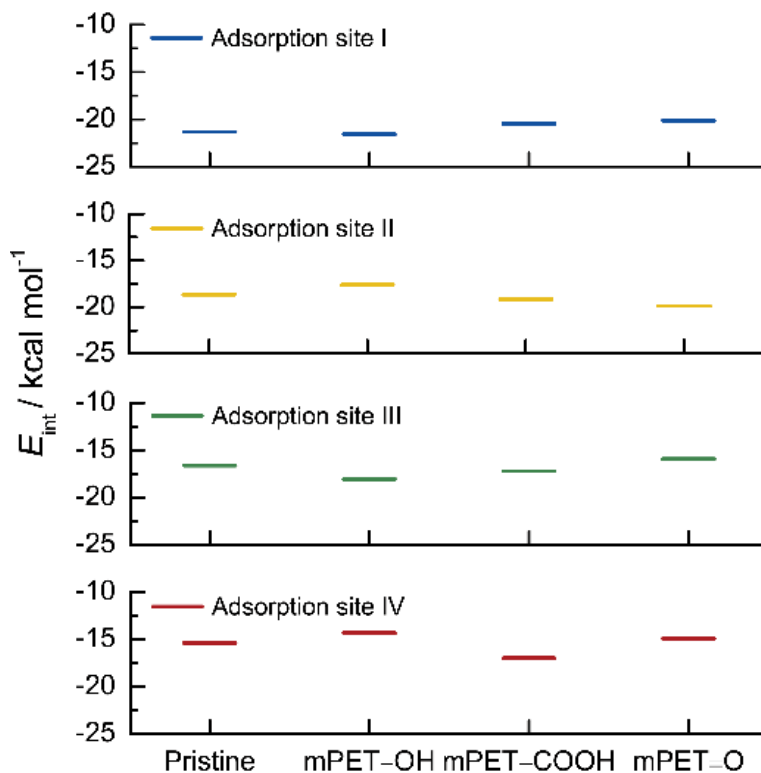 -10
Adsorption site I
-15
-20
-25
-10
Adsorption site II
-15
-20
-25
E_int / kcal mol⁻¹
-10
Adsorption site III
-15
-20
-25
-10
Adsorption site IV
-15
-20
-25
Pristine mPET–OH mPET–COOH mPET–O